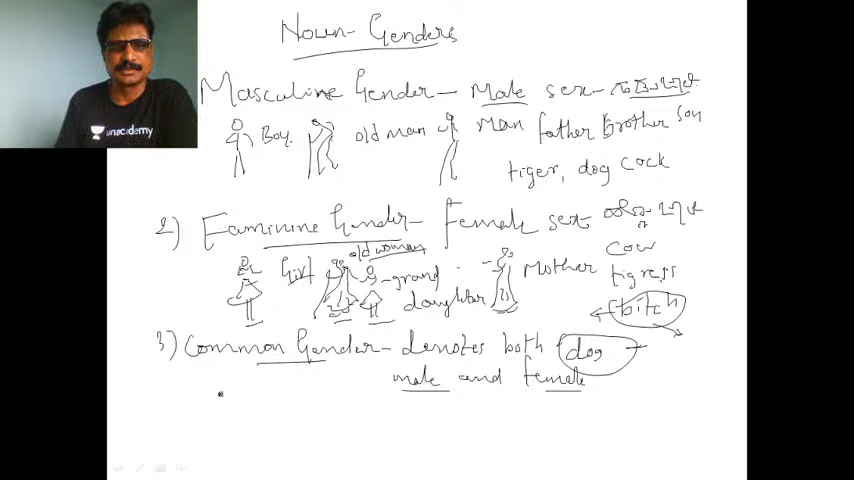 Noun- Genders
unacademy
Masculine Gender- Male sex-
Boy. old man man father brother son
tiger, dog cock
2) Faminine Gender- Female sex-
old woman cow
Girl grand Mother tigress
daughter bitch
3) Common Gender- denotes both dog
male and female